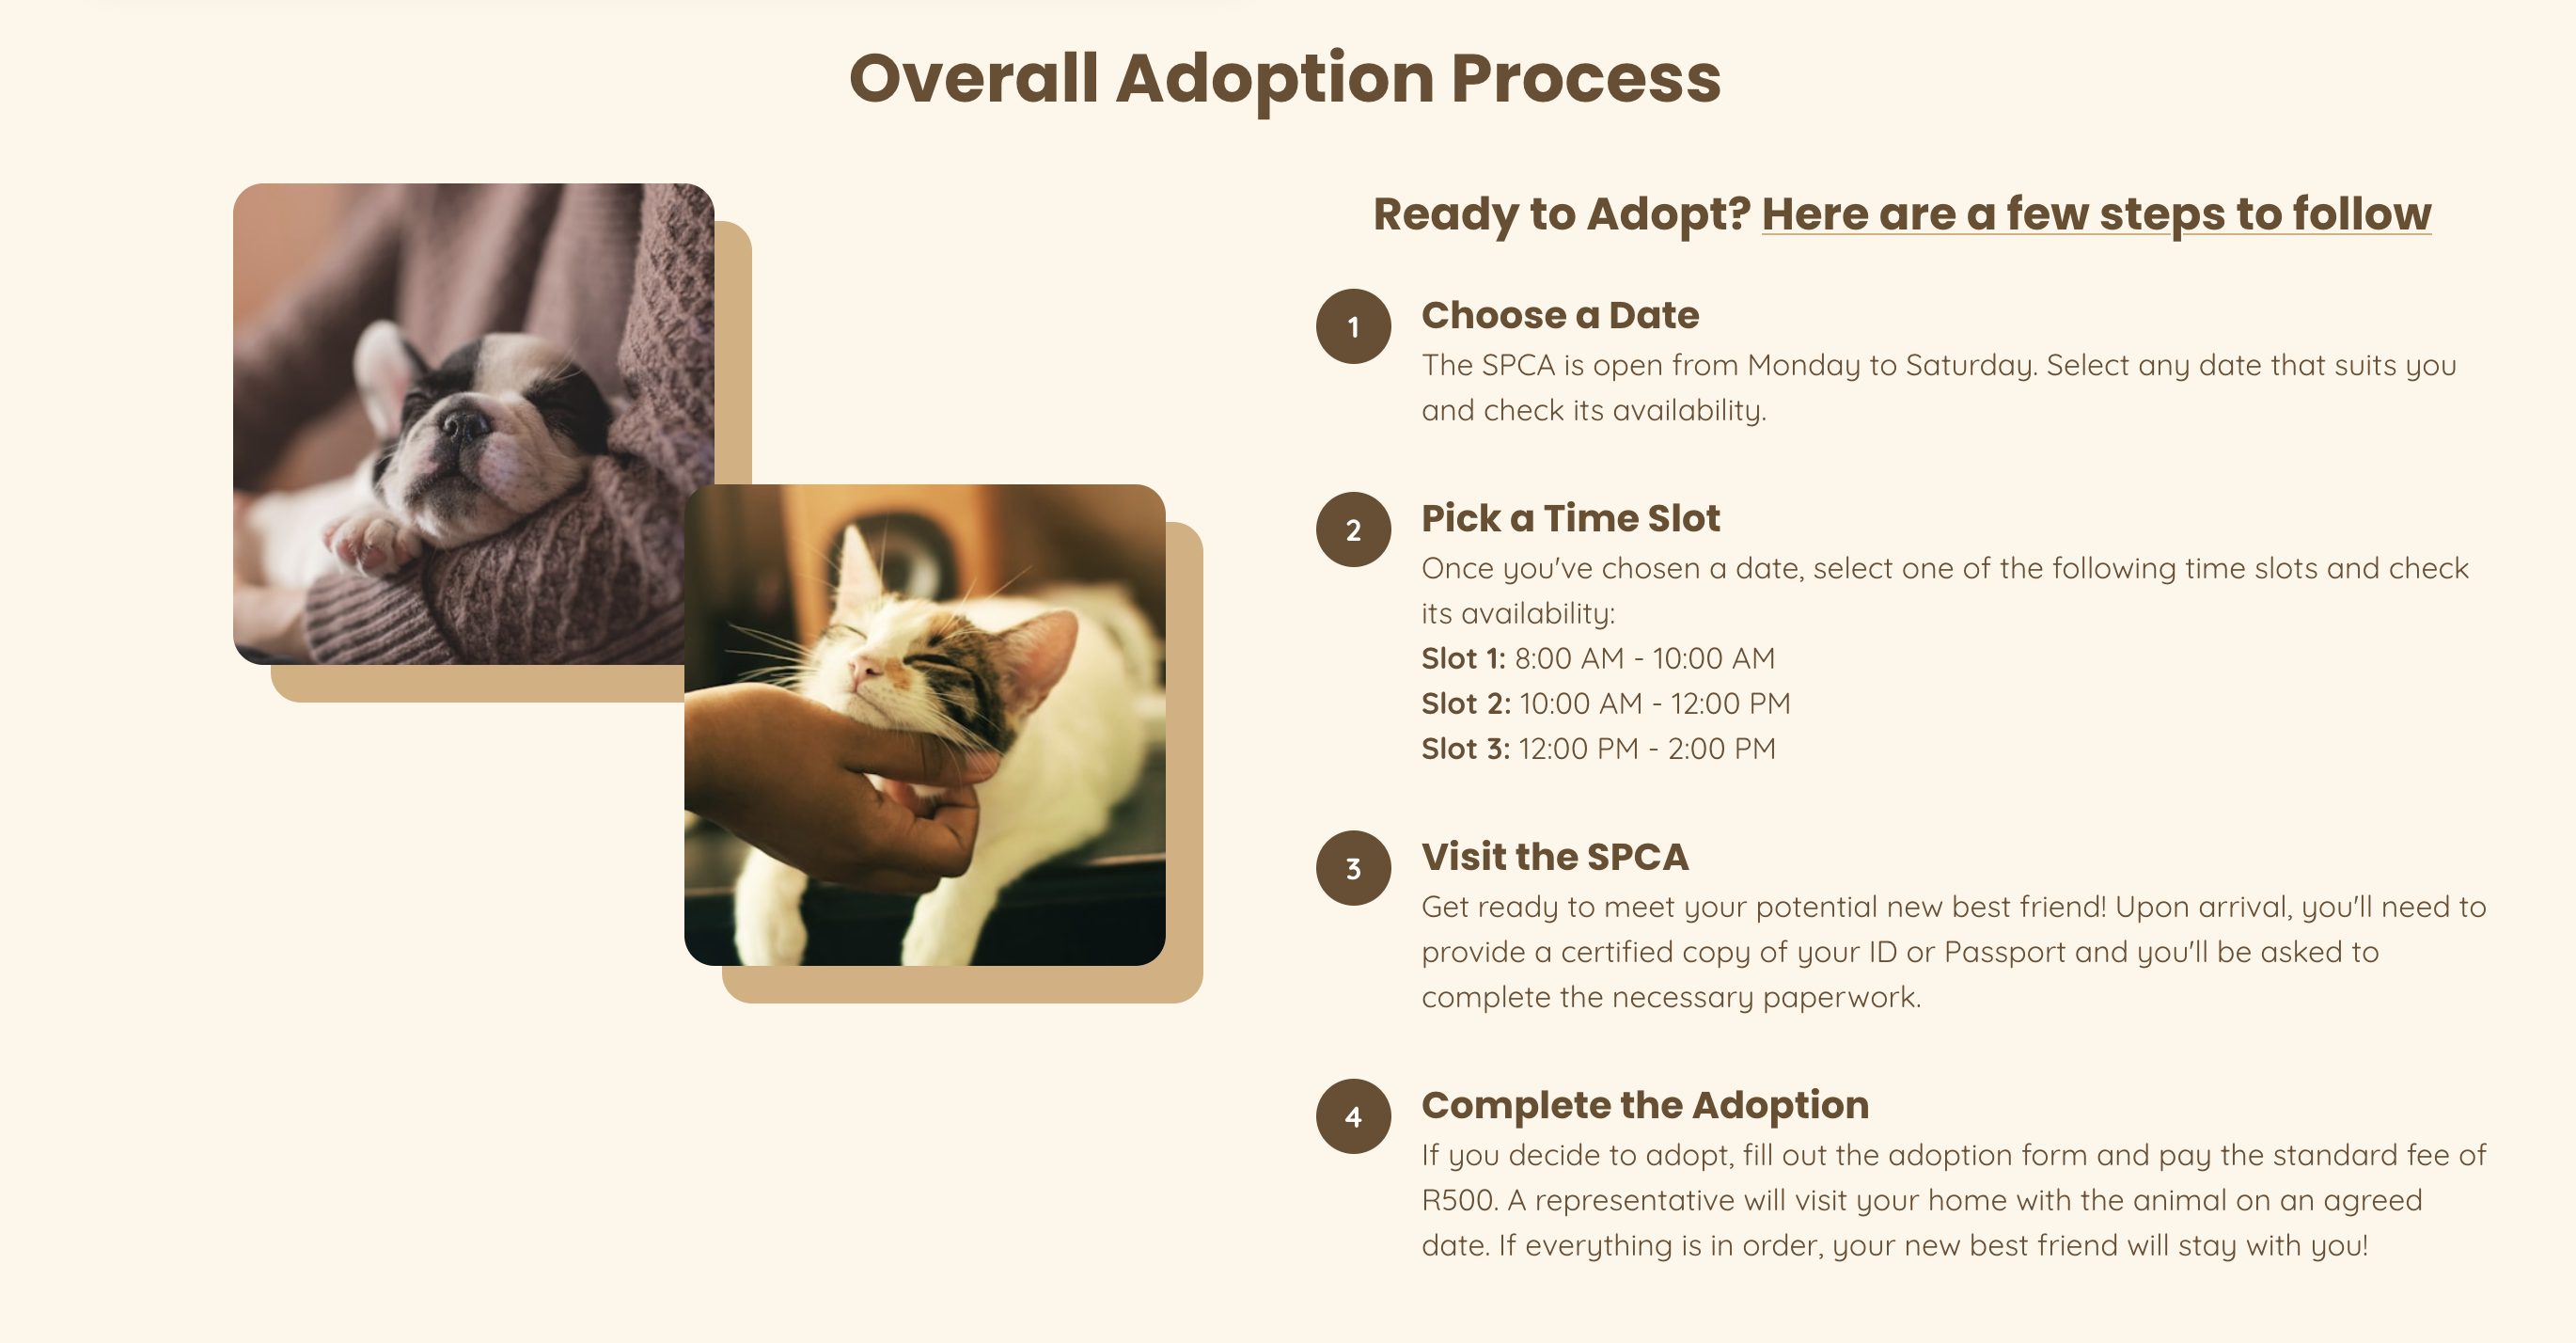 Overall Adoption Process
Ready to Adopt? Here are a few steps to follow
1
Choose a Date
The SPCA is open from Monday to Saturday. Select any date that suits you
and check its availability.
2
Pick a Time Slot
Once you've chosen a date, select one of the following time slots and check
its availability:
Slot 1: 8:00 AM - 10:00 AM
Slot 2: 10:00 AM - 12:00 PM
Slot 3: 12:00 PM - 2:00 PM
3
Visit the SPCA
Get ready to meet your potential new best friend! Upon arrival, you'll need to
provide a certified copy of your ID or Passport and you'll be asked to
complete the necessary paperwork.
4
Complete the Adoption
If you decide to adopt, fill out the adoption form and pay the standard fee of
R500. A representative will visit your home with the animal on an agreed
date. If everything is in order, your new best friend will stay with you!